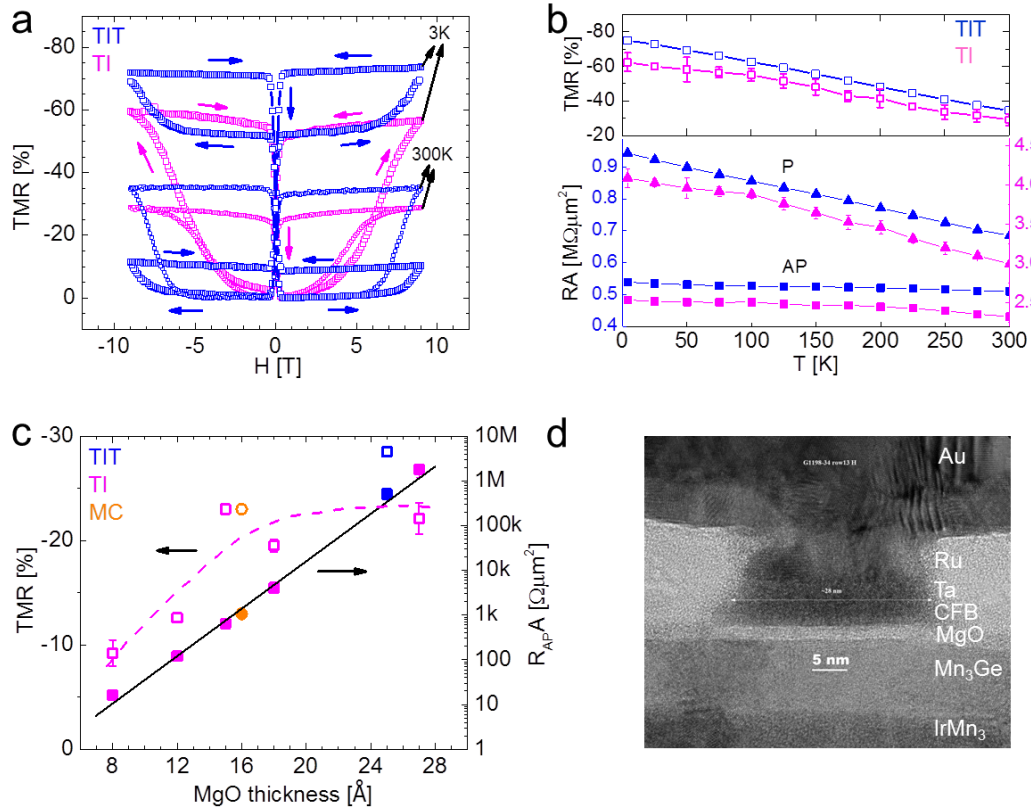 a
TIT
TI
3K
300K
-80
-60
-40
-20
0
TMR [%]
-10
-5
0
5
10
H [T]
b
TIT
TI
-80
-60
-40
-20
TMR [%]
P
AP
0.9
0.8
0.7
0.6
0.5
0.4
RA [MΩμm²]
4.5
4.0
3.5
3.0
2.5
0 50 100 150 200 250 300
T [K]
c
TIT
TI
MC
-30
-20
-10
0
TMR [%]
10M
1M
100k
10k
1k
100
10
1
R_AP A [Ωμm²]
8 12 16 20 24 28
MgO thickness [Å]
d
G1198-34 row13 H
Au
Ru
Ta
~20 nm
CFB
MgO
5 nm
Mn₃Ge
IrMn₃